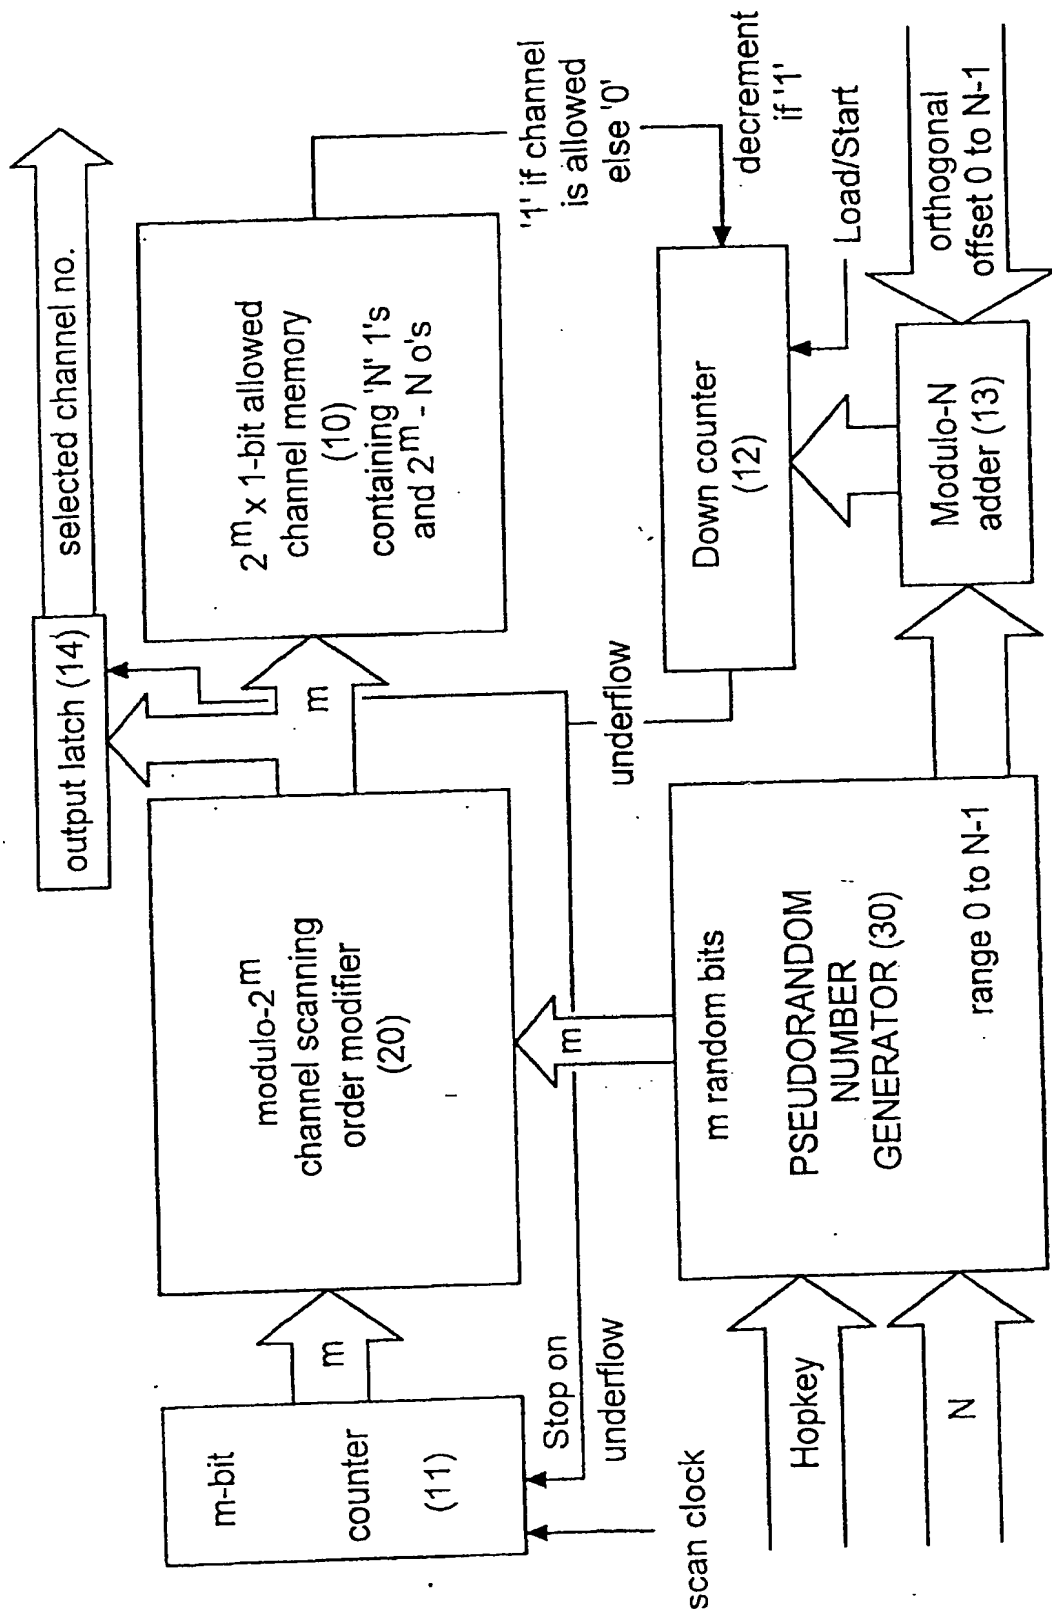 selected channel no.
output latch (14)
m-bit
counter
(11)
m
modulo-2^m
channel scanning
order modifier
(20)
m
2^m x 1-bit allowed
channel memory
(10)
containing 'N' 1's
and 2^m - N o's
'1' if channel
is allowed
else '0'
decrement
if '1'
Stop on
underflow
scan clock
underflow
m
Down counter
(12)
Load/Start
Hopkey
N
m random bits
PSEUDORANDOM
NUMBER
GENERATOR (30)
range 0 to N-1
Modulo-N
adder (13)
orthogonal
offset 0 to N-1